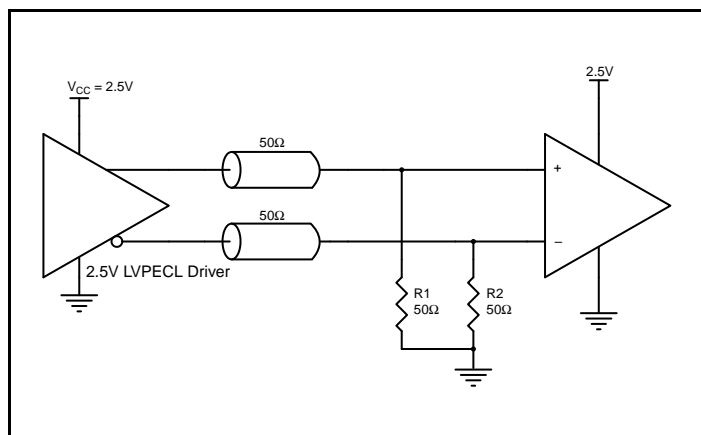 V_CC = 2.5V
2.5V
50Ω
+
50Ω
–
2.5V LVPECL Driver
R1
50Ω
R2
50Ω